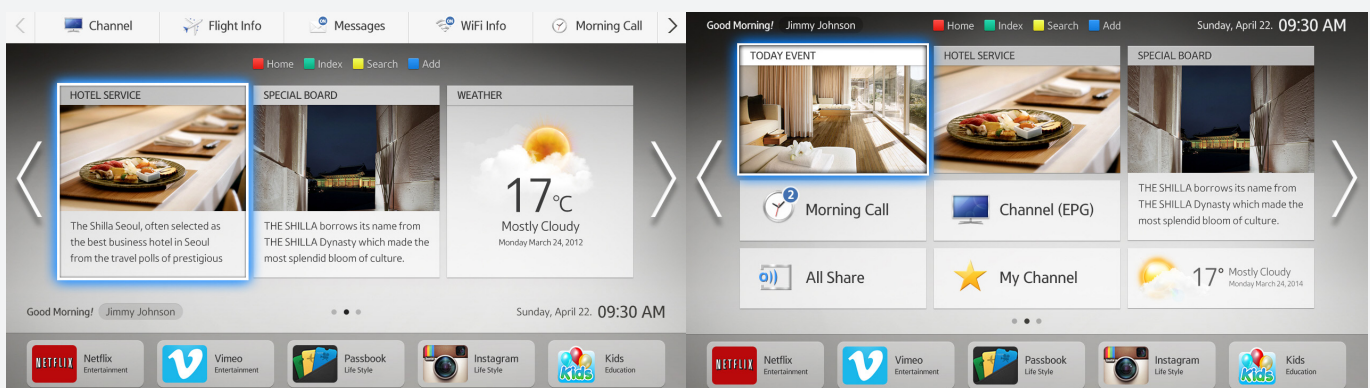 Channel
Flight Info
ON
Messages
ON
WiFi Info
Morning Call
Home
Index
Search
Add
HOTEL SERVICE
The Shilla Seoul, often selected as
the best business hotel in Seoul
from the travel polls of prestigious
SPECIAL BOARD
THE SHILLA borrows its name from
THE SHILLA Dynasty which made the
most splendid bloom of culture.
WEATHER
17°C
Mostly Cloudy
Monday March 24, 2012
Good Morning! Jimmy Johnson
Sunday, April 22. 09:30 AM
NETFLIX
Netflix
Entertainment
Vimeo
Entertainment
Passbook
Life Style
Instagram
Life Style
Kids
Kids
Education
Good Morning! Jimmy Johnson
Home
Index
Search
Add
Sunday, April 22. 09:30 AM
TODAY EVENT
HOTEL SERVICE
SPECIAL BOARD
THE SHILLA borrows its name from
THE SHILLA Dynasty which made the
most splendid bloom of culture.
2
Morning Call
Channel (EPG)
All Share
My Channel
17°
Mostly Cloudy
Monday March 24, 2014
NETFLIX
Netflix
Entertainment
Vimeo
Entertainment
Passbook
Life Style
Instagram
Life Style
Kids
Kids
Education